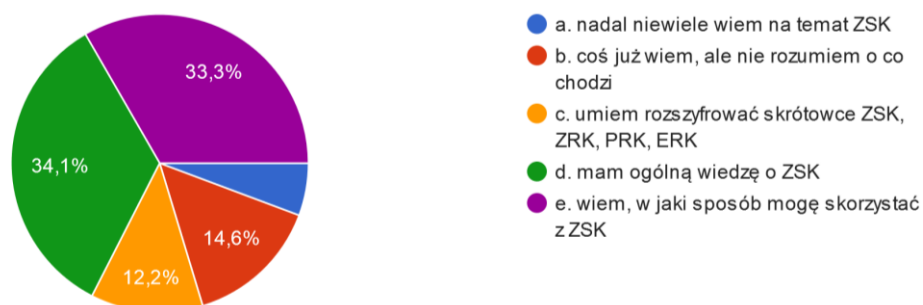 33,3%
34,1%
14,6%
12,2%
a. nadal niewiele wiem na temat ZSK
b. coś już wiem, ale nie rozumiem o co
chodzi
c. umiem rozszyfrować skrótowce ZSK,
ZRK, PRK, ERK
d. mam ogólną wiedzę o ZSK
e. wiem, w jaki sposób mogę skorzystać
z ZSK